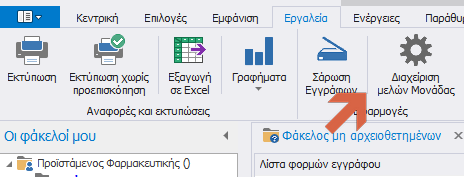 Κεντρική Επιλογές Εμφάνιση Εργαλεία Ενέργειες
Εκτύπωση
Εκτύπωση χωρίς
προεπισκόπηση
Εξαγωγή
σε Excel
Γραφήματα
Σάρωση
Εγγράφων
Διαχείριση
μελών Μονάδας
Αναφορές και εκτυπώσεις
Οι φάκελοί μου
Φάκελος μη αρχειοθετημένων
Προϊστάμενος Φαρμακευτικής ()
Λίστα φορμών εγγράφου